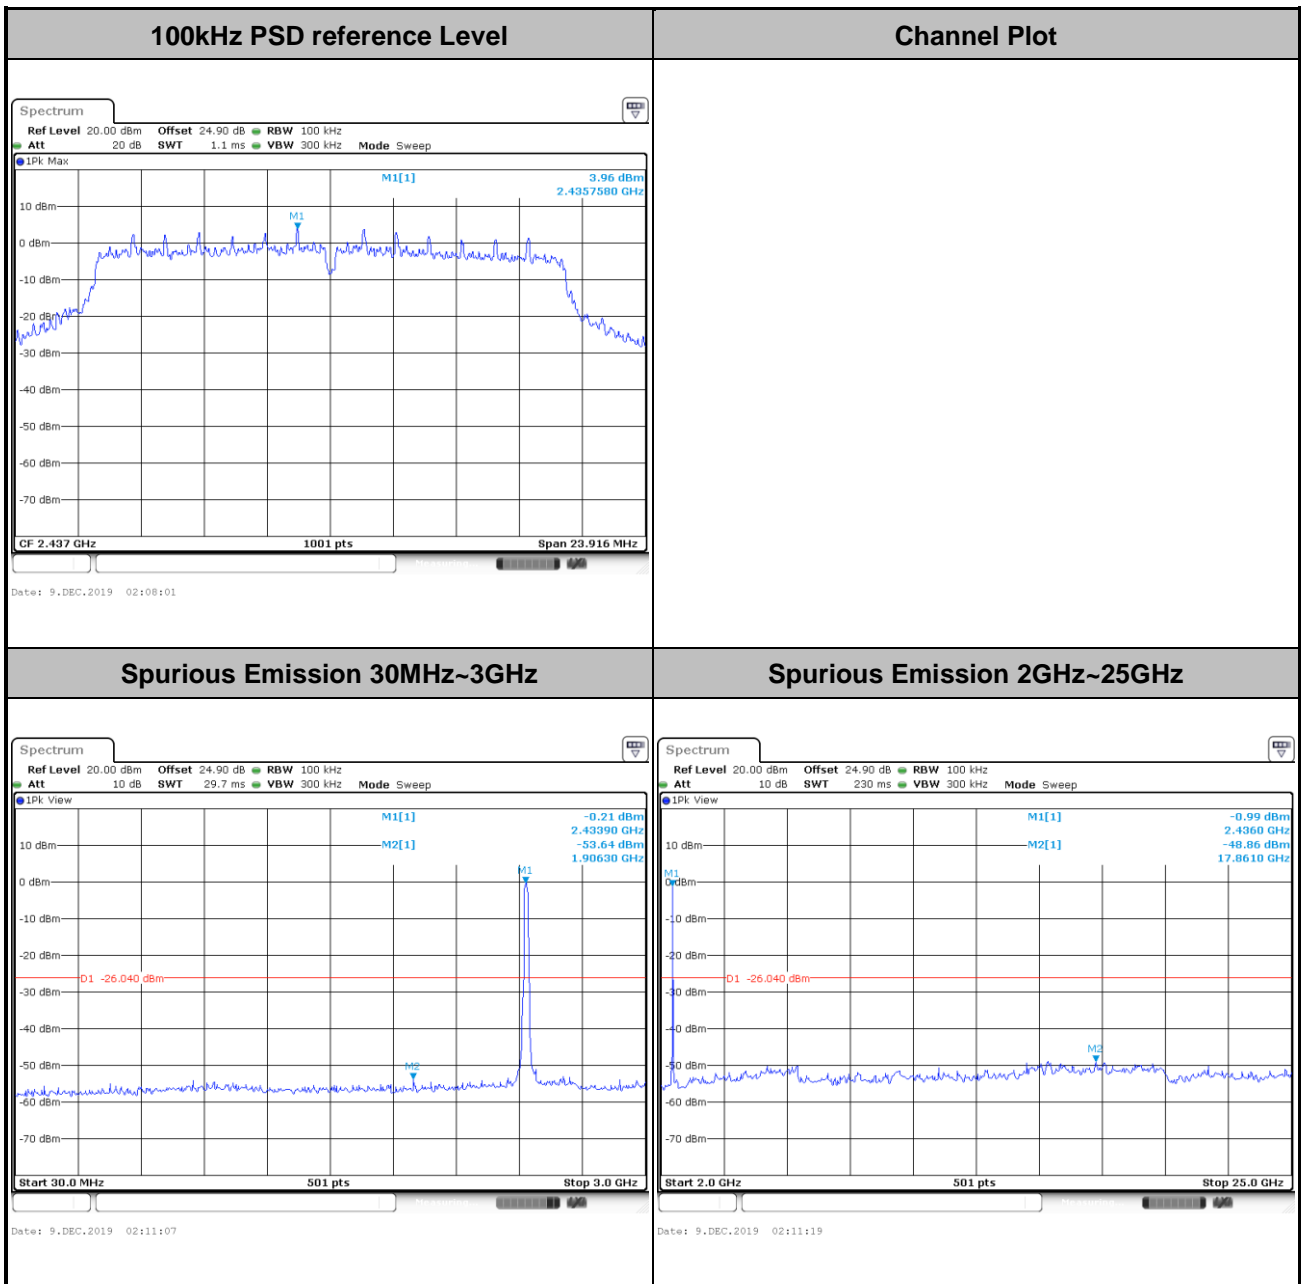 100kHz PSD reference Level
Channel Plot
Spectrum
Ref Level 20.00 dBm Offset 24.90 dB RBW 100 kHz
Att 20 dB SWT 1.1 ms VBW 300 kHz Mode Sweep
1Pk Max
M1[1] 3.96 dBm
2.4357580 GHz
10 dBm
M1
0 dBm
-10 dBm
-20 dBm
-30 dBm
-40 dBm
-50 dBm
-60 dBm
-70 dBm
CF 2.437 GHz 1001 pts Span 23.916 MHz
Measuring...
Date: 9.DEC.2019 02:08:01
Spurious Emission 30MHz~3GHz
Spurious Emission 2GHz~25GHz
Spectrum
Ref Level 20.00 dBm Offset 24.90 dB RBW 100 kHz
Att 10 dB SWT 29.7 ms VBW 300 kHz Mode Sweep
1Pk View
M1[1] -0.21 dBm
2.43390 GHz
10 dBm M2[1] -53.64 dBm
1.90630 GHz
M1
0 dBm
-10 dBm
-20 dBm
D1 -26.040 dBm
-30 dBm
-40 dBm
-50 dBm
M2
-60 dBm
-70 dBm
Start 30.0 MHz 501 pts Stop 3.0 GHz
Measuring...
Date: 9.DEC.2019 02:11:07
Spectrum
Ref Level 20.00 dBm Offset 24.90 dB RBW 100 kHz
Att 10 dB SWT 230 ms VBW 300 kHz Mode Sweep
1Pk View
M1[1] -0.99 dBm
2.4360 GHz
10 dBm M2[1] -48.86 dBm
17.8610 GHz
M1
0 dBm
-10 dBm
-20 dBm
D1 -26.040 dBm
-30 dBm
-40 dBm
M2
-50 dBm
-60 dBm
-70 dBm
Start 2.0 GHz 501 pts Stop 25.0 GHz
Measuring...
Date: 9.DEC.2019 02:11:19